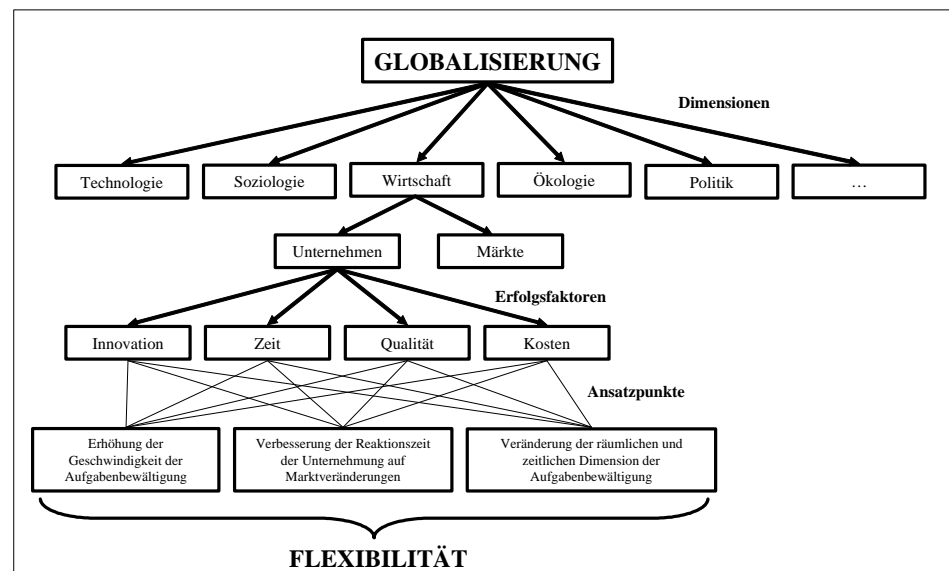 GLOBALISIERUNG
Dimensionen
Technologie
Soziologie
Wirtschaft
Ökologie
Politik
…
Unternehmen
Märkte
Erfolgsfaktoren
Innovation
Zeit
Qualität
Kosten
Ansatzpunkte
Erhöhung der
Geschwindigkeit der
Aufgabenbewältigung
Verbesserung der Reaktionszeit
der Unternehmung auf
Marktveränderungen
Veränderung der räumlichen und
zeitlichen Dimension der
Aufgabenbewältigung
FLEXIBILITÄT